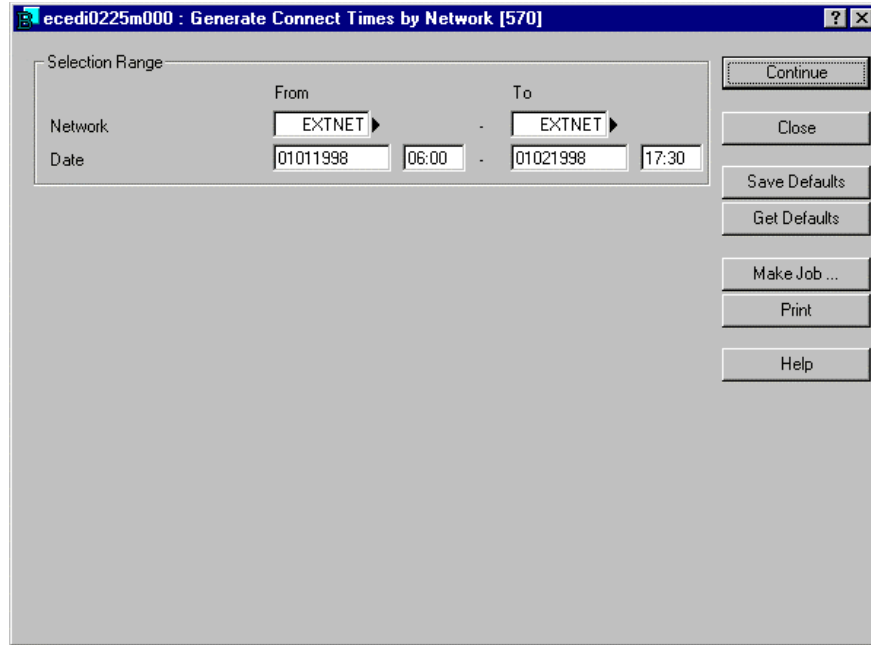 ecedi0225m000 : Generate Connect Times by Network [570]
Selection Range
From To
Network EXTNET - EXTNET
Date 01011998 06:00 - 01021998 17:30
Continue
Close
Save Defaults
Get Defaults
Make Job ...
Print
Help